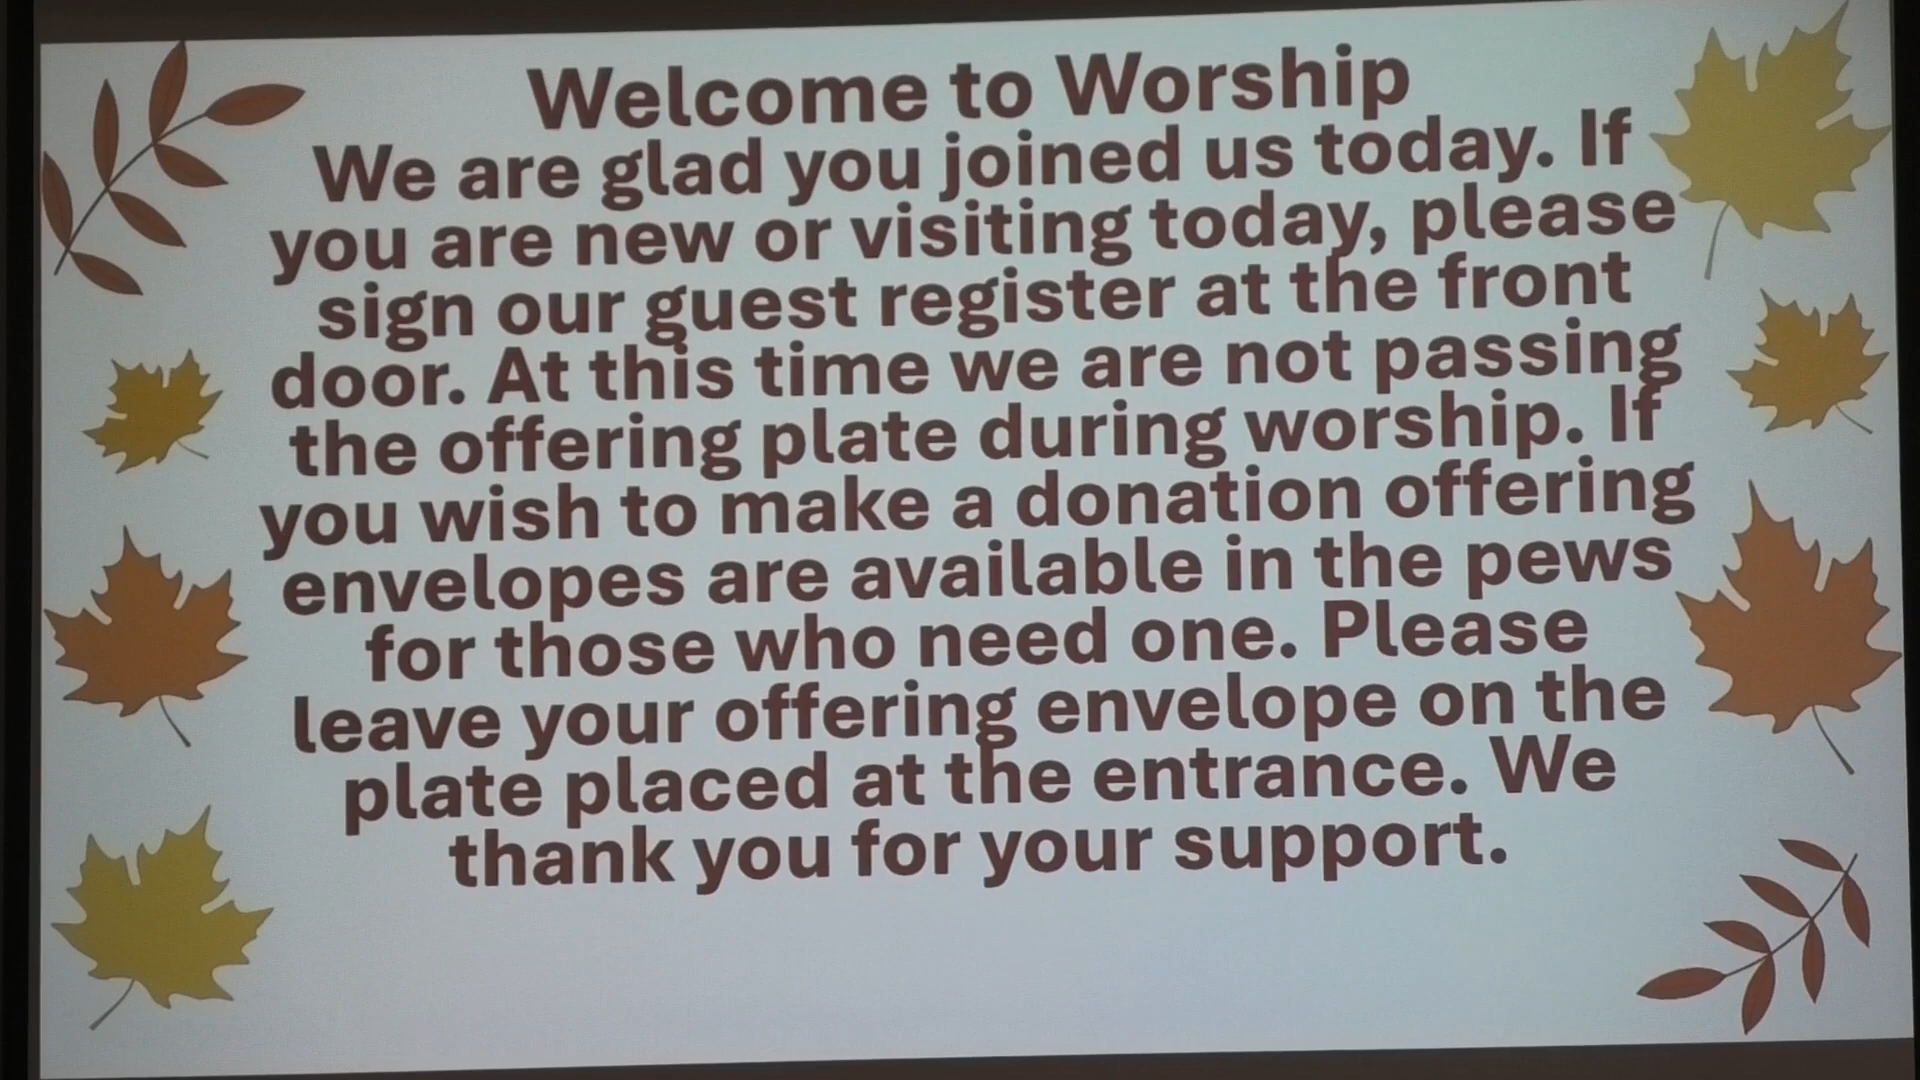 Welcome to Worship
We are glad you joined us today. If
you are new or visiting today, please
sign our guest register at the front
door. At this time we are not passing
the offering plate during worship. If
you wish to make a donation offering
envelopes are available in the pews
for those who need one. Please
leave your offering envelope on the
plate placed at the entrance. We
thank you for your support.